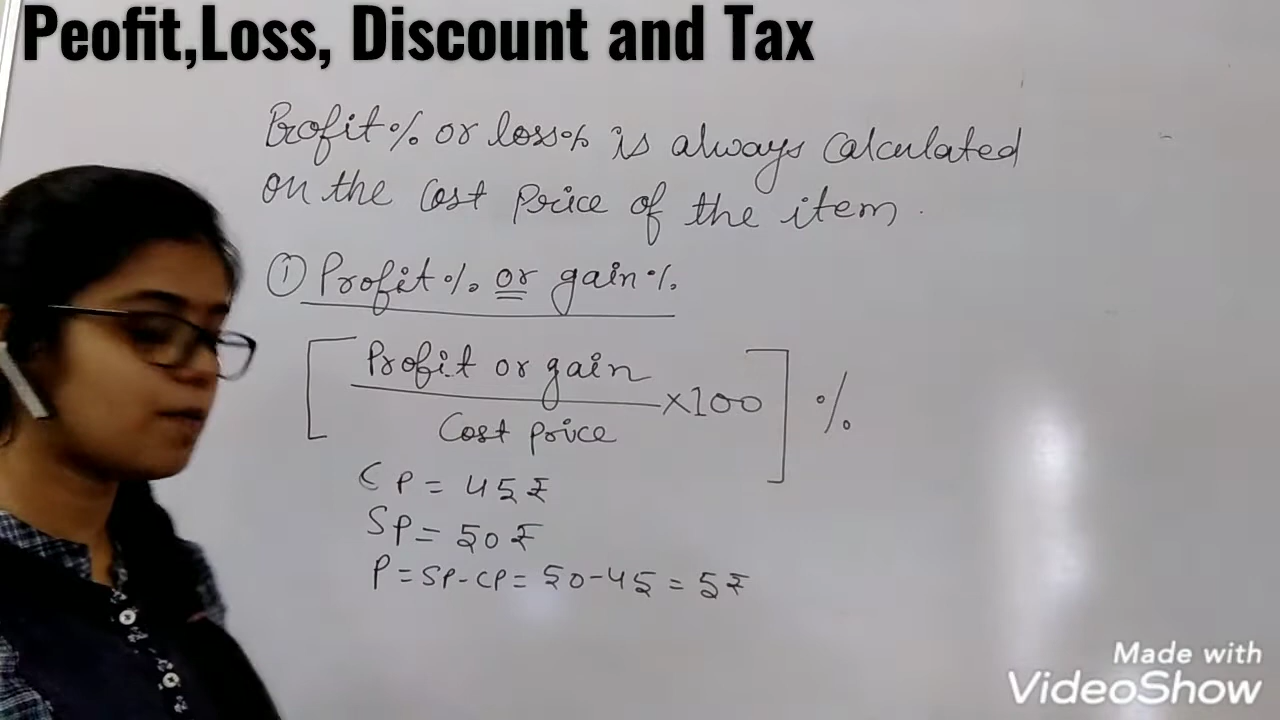 Peofit,Loss, Discount and Tax
Profit% or loss% is always calculated
on the cost price of the item.
① Profit% or gain%
[Profit or gain
Cost price
×100] %
CP = 45₹
SP = 50₹
P = SP-CP = 50-45 = 5₹
Made with
VideoShow